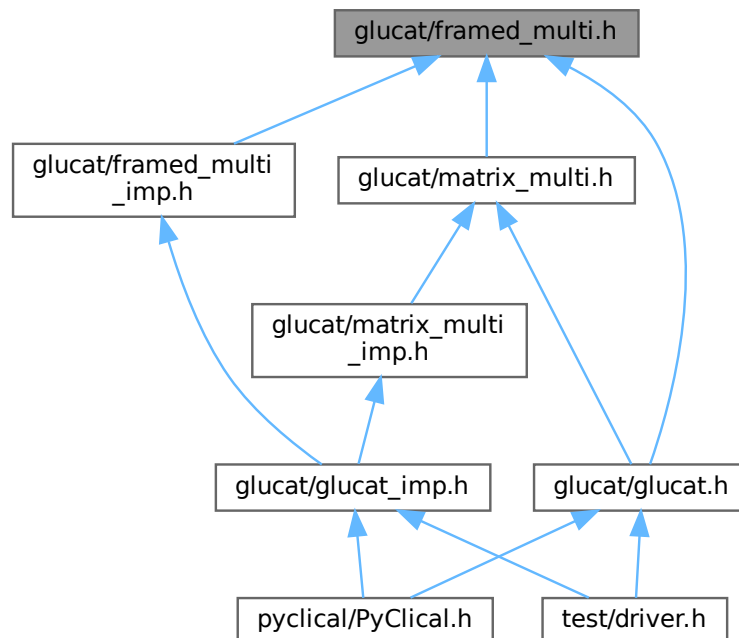 glucat/framed_multi.h
glucat/framed_multi
_imp.h
glucat/matrix_multi.h
glucat/matrix_multi
_imp.h
glucat/glucat_imp.h
glucat/glucat.h
pyclical/PyClical.h
test/driver.h